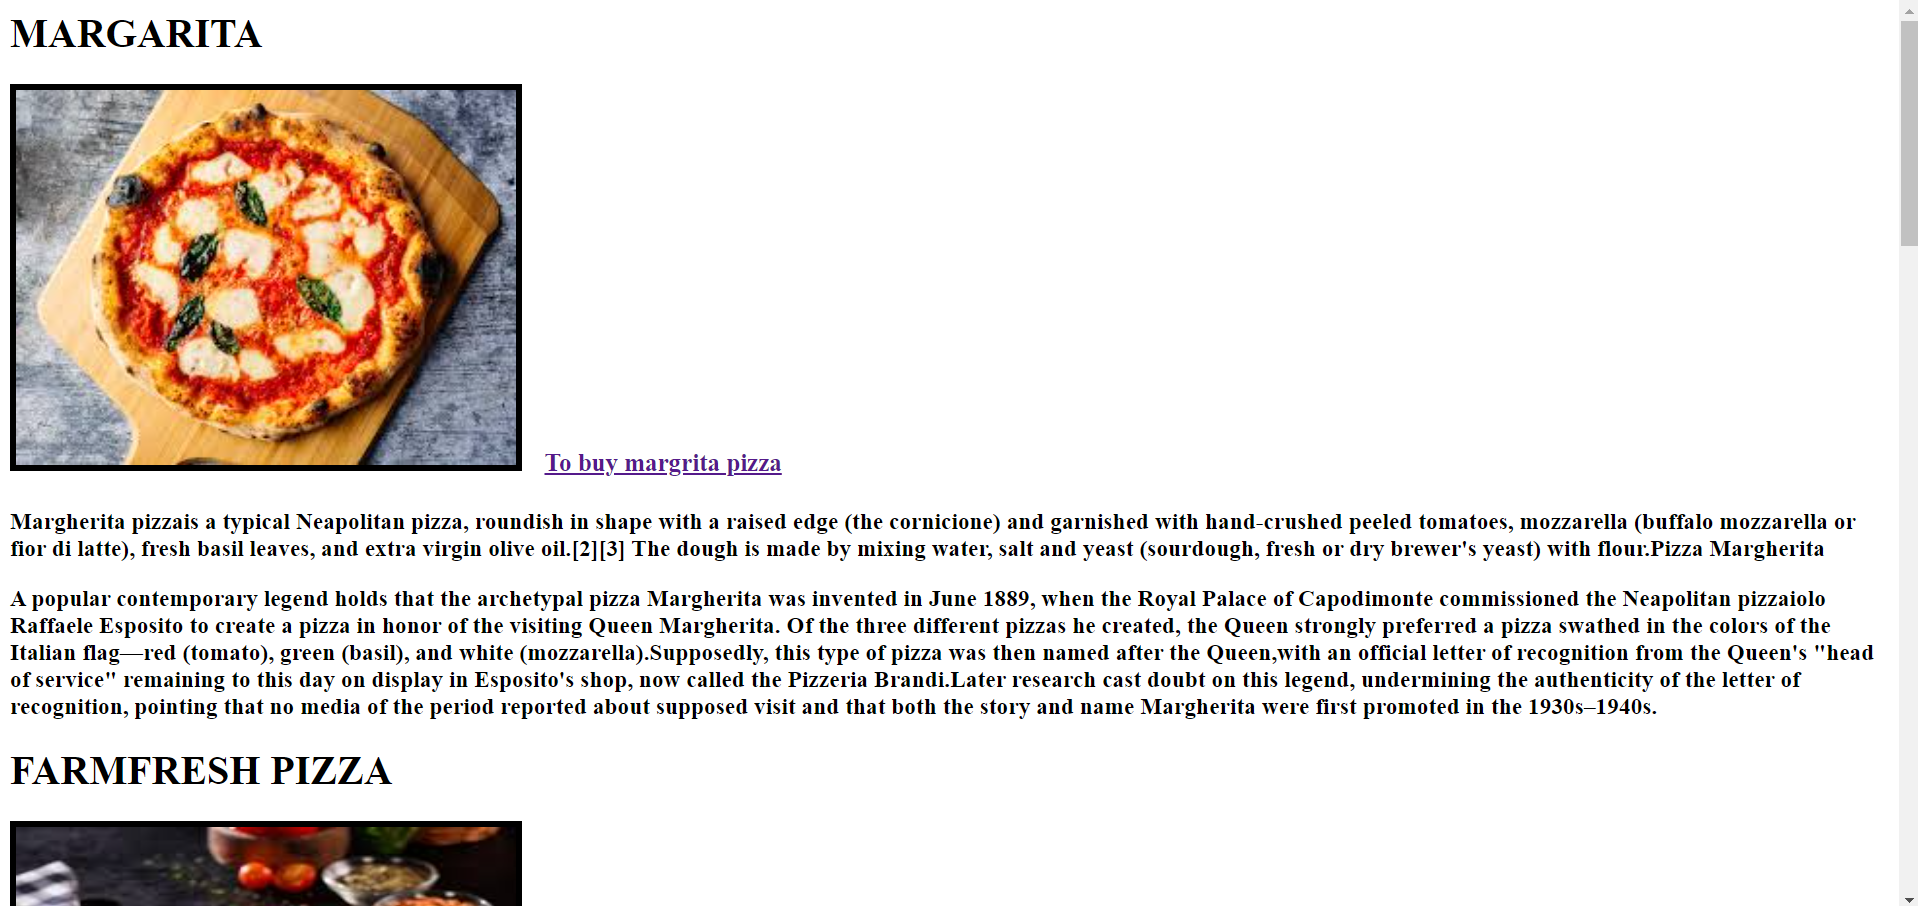 MARGARITA
To buy margrita pizza
Margherita pizzais a typical Neapolitan pizza, roundish in shape with a raised edge (the cornicione) and garnished with hand-crushed peeled tomatoes, mozzarella (buffalo mozzarella or
fior di latte), fresh basil leaves, and extra virgin olive oil.[2][3] The dough is made by mixing water, salt and yeast (sourdough, fresh or dry brewer's yeast) with flour.Pizza Margherita
A popular contemporary legend holds that the archetypal pizza Margherita was invented in June 1889, when the Royal Palace of Capodimonte commissioned the Neapolitan pizzaiolo
Raffaele Esposito to create a pizza in honor of the visiting Queen Margherita. Of the three different pizzas he created, the Queen strongly preferred a pizza swathed in the colors of the
Italian flag—red (tomato), green (basil), and white (mozzarella).Supposedly, this type of pizza was then named after the Queen,with an official letter of recognition from the Queen's "head
of service" remaining to this day on display in Esposito's shop, now called the Pizzeria Brandi.Later research cast doubt on this legend, undermining the authenticity of the letter of
recognition, pointing that no media of the period reported about supposed visit and that both the story and name Margherita were first promoted in the 1930s–1940s.
FARMFRESH PIZZA